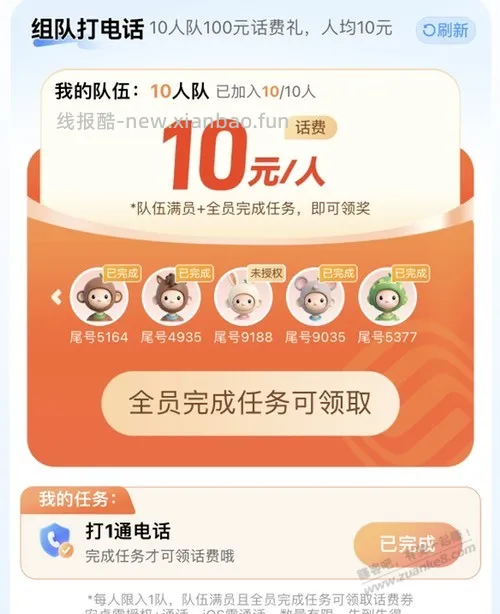 组队打电话 10人队100元话费礼，人均10元 刷新
我的队伍：10人队 已加入10/10人
线报酷-new.xianbao.fun
话费
10元/人
*队伍满员+全员完成任务，即可领奖
已完成 已完成 未授权 已完成 已完成
尾号5164 尾号4935 尾号9188 尾号9035 尾号5377
全员完成任务可领取
我的任务：
打1通电话
完成任务才可领话费哦
已完成
www.zuanke8.com
*每人限入1队，队伍满员且全员完成可领取话费券